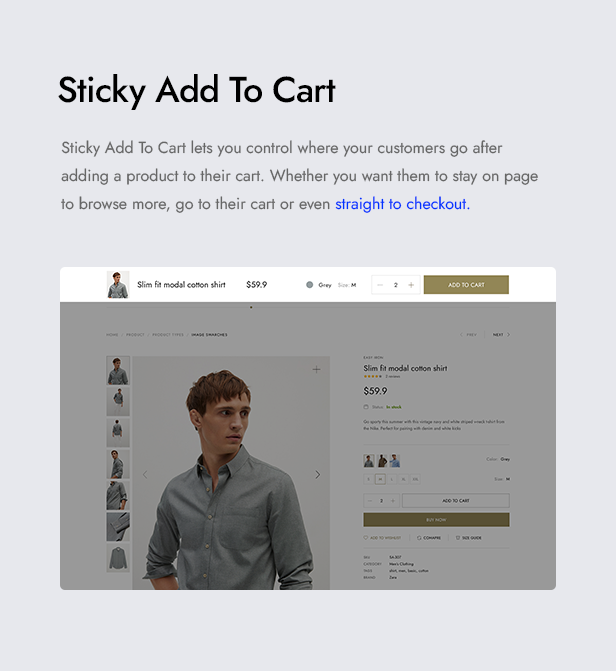 Sticky Add To Cart
Sticky Add To Cart lets you control where your customers go after
adding a product to their cart. Whether you want them to stay on page
to browse more, go to their cart or even straight to checkout.
Slim fit modal cotton shirt $59.9 Grey Size: M 2 ADD TO CART
HOME / PRODUCT / PRODUCT TYPES / IMAGE SWATCHES PREV NEXT
Slim fit modal cotton shirt
2 reviews
$59.9
Status: In stock
Go sporty this summer with this vintage navy and white striped v-neck t-shirt from
the Nike. Perfect for pairing with denim and white kicks
Color: Grey
S M L XL XXL Size: M
2 ADD TO CART
BUY NOW
ADD TO WISHLIST COMPARE SIZE GUIDE
SKU
CATEGORY Men's Clothing
TAGS shirt, men, basic, cotton
BRAND Zara